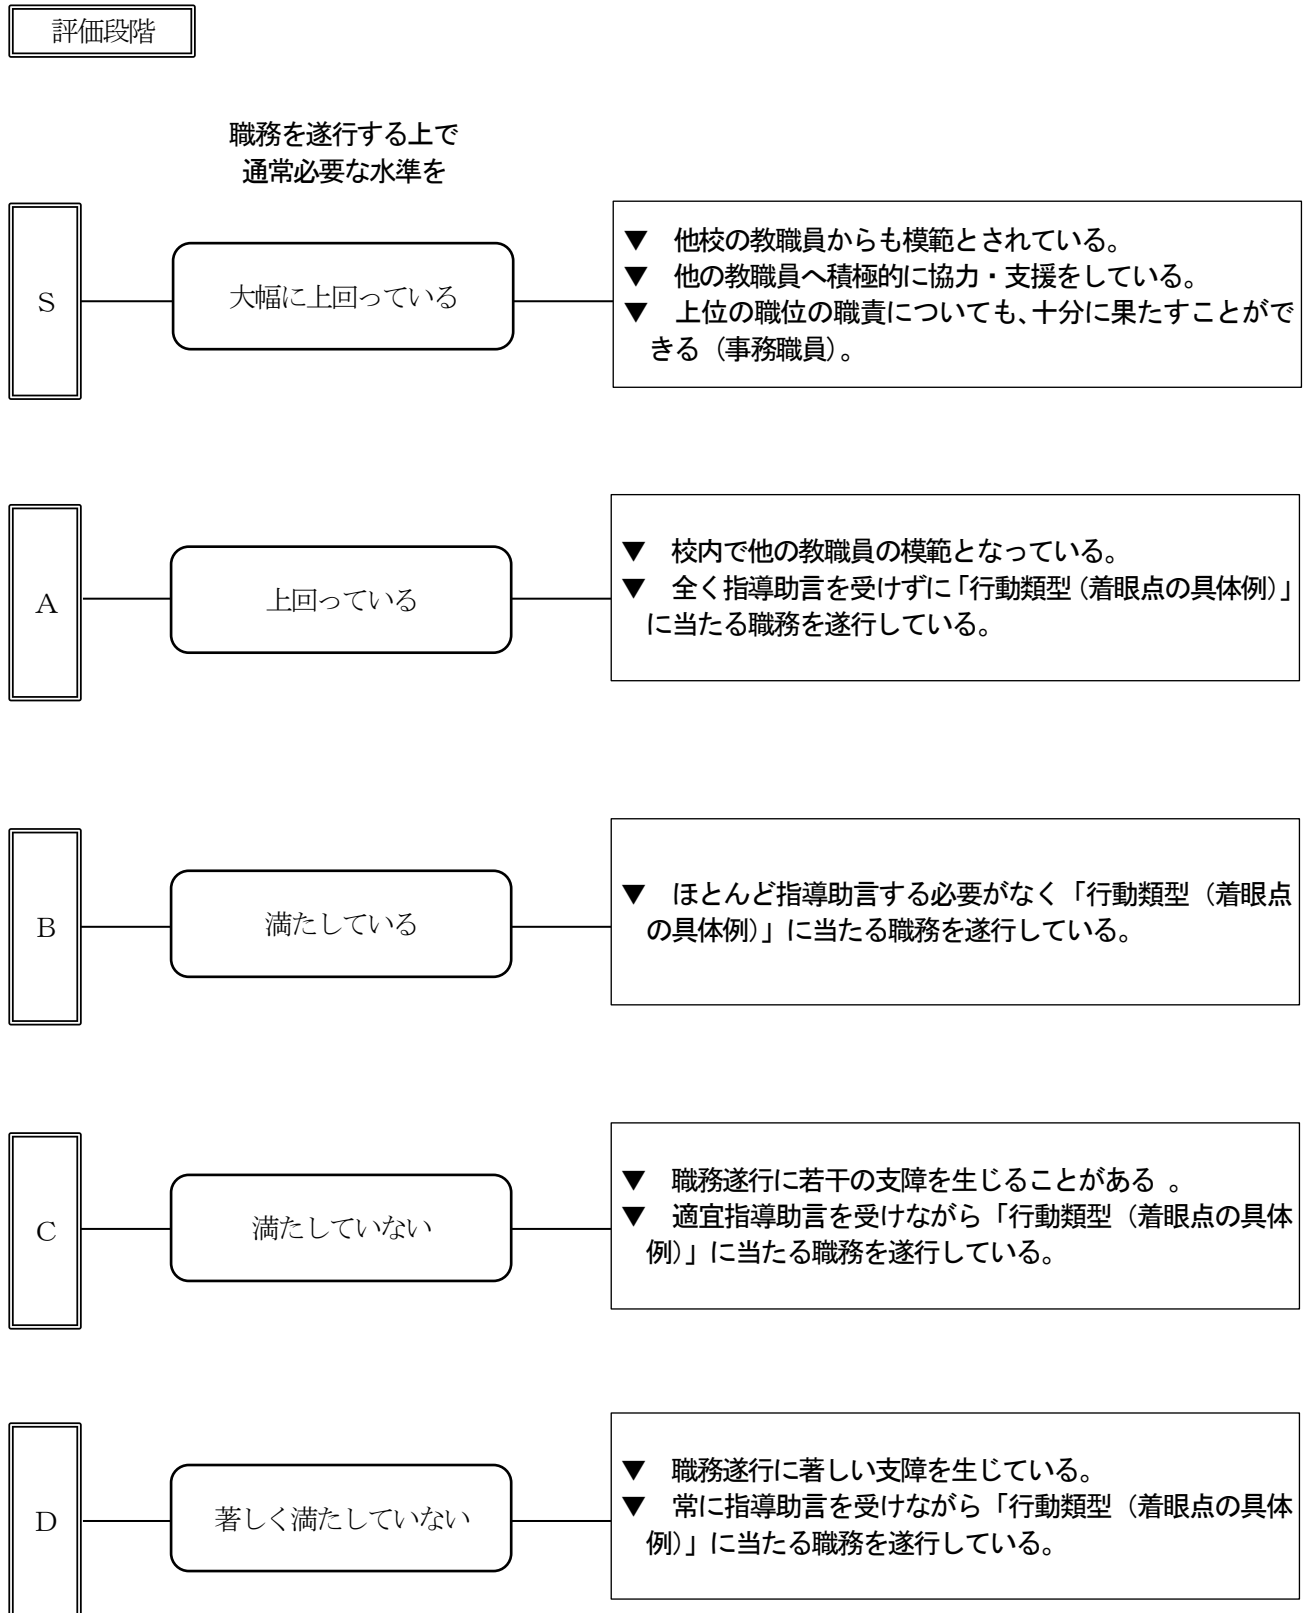 評価段階
職務を遂行する上で
通常必要な水準を
S
大幅に上回っている
▼　他校の教職員からも模範とされている。
▼　他の教職員へ積極的に協力・支援をしている。
▼　上位の職位の職責についても、十分に果たすことがで
きる（事務職員）。
A
上回っている
▼　校内で他の教職員の模範となっている。
▼　全く指導助言を受けずに「行動類型（着眼点の具体例）」
に当たる職務を遂行している。
B
満たしている
▼　ほとんど指導助言する必要がなく「行動類型（着眼点
の具体例）」に当たる職務を遂行している。
C
満たしていない
▼　職務遂行に若干の支障を生じることがある 。
▼　適宜指導助言を受けながら「行動類型（着眼点の具体
例）」に当たる職務を遂行している。
D
著しく満たしていない
▼　職務遂行に著しい支障を生じている。
▼　常に指導助言を受けながら「行動類型（着眼点の具体
例）」に当たる職務を遂行している。